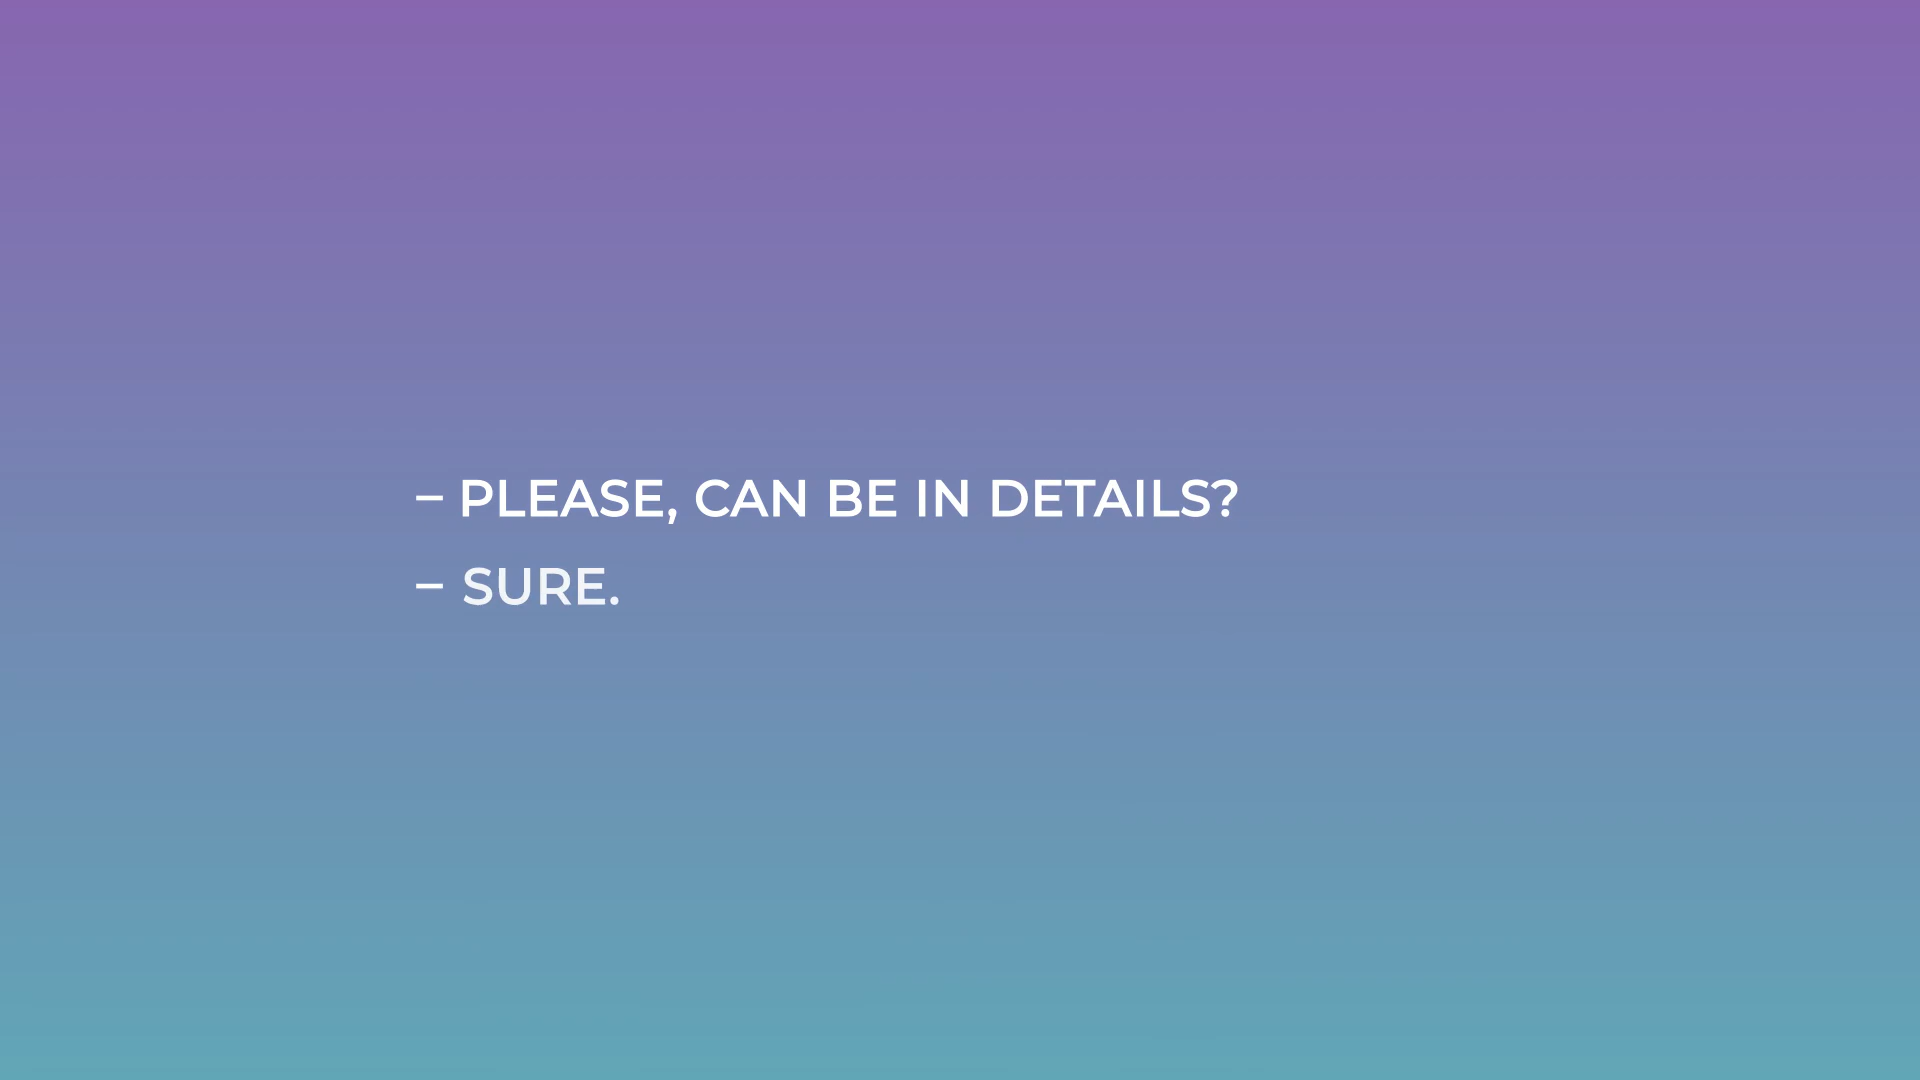 – PLEASE, CAN BE IN DETAILS?
– SURE.